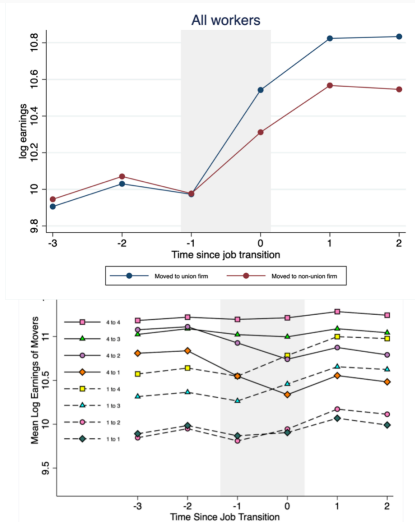 All workers
log earnings
10.8
10.6
10.4
10.2
10
9.8
-3 -2 -1 0 1 2
Time since job transition
Moved to union firm Moved to non-union firm
Mean Log Earnings of Movers
4 to 4
4 to 3
4 to 2
4 to 1
1 to 4
1 to 3
1 to 2
1 to 1
10.5
10.0
9.5
-3 -2 -1 0 1 2
Time Since Job Transition